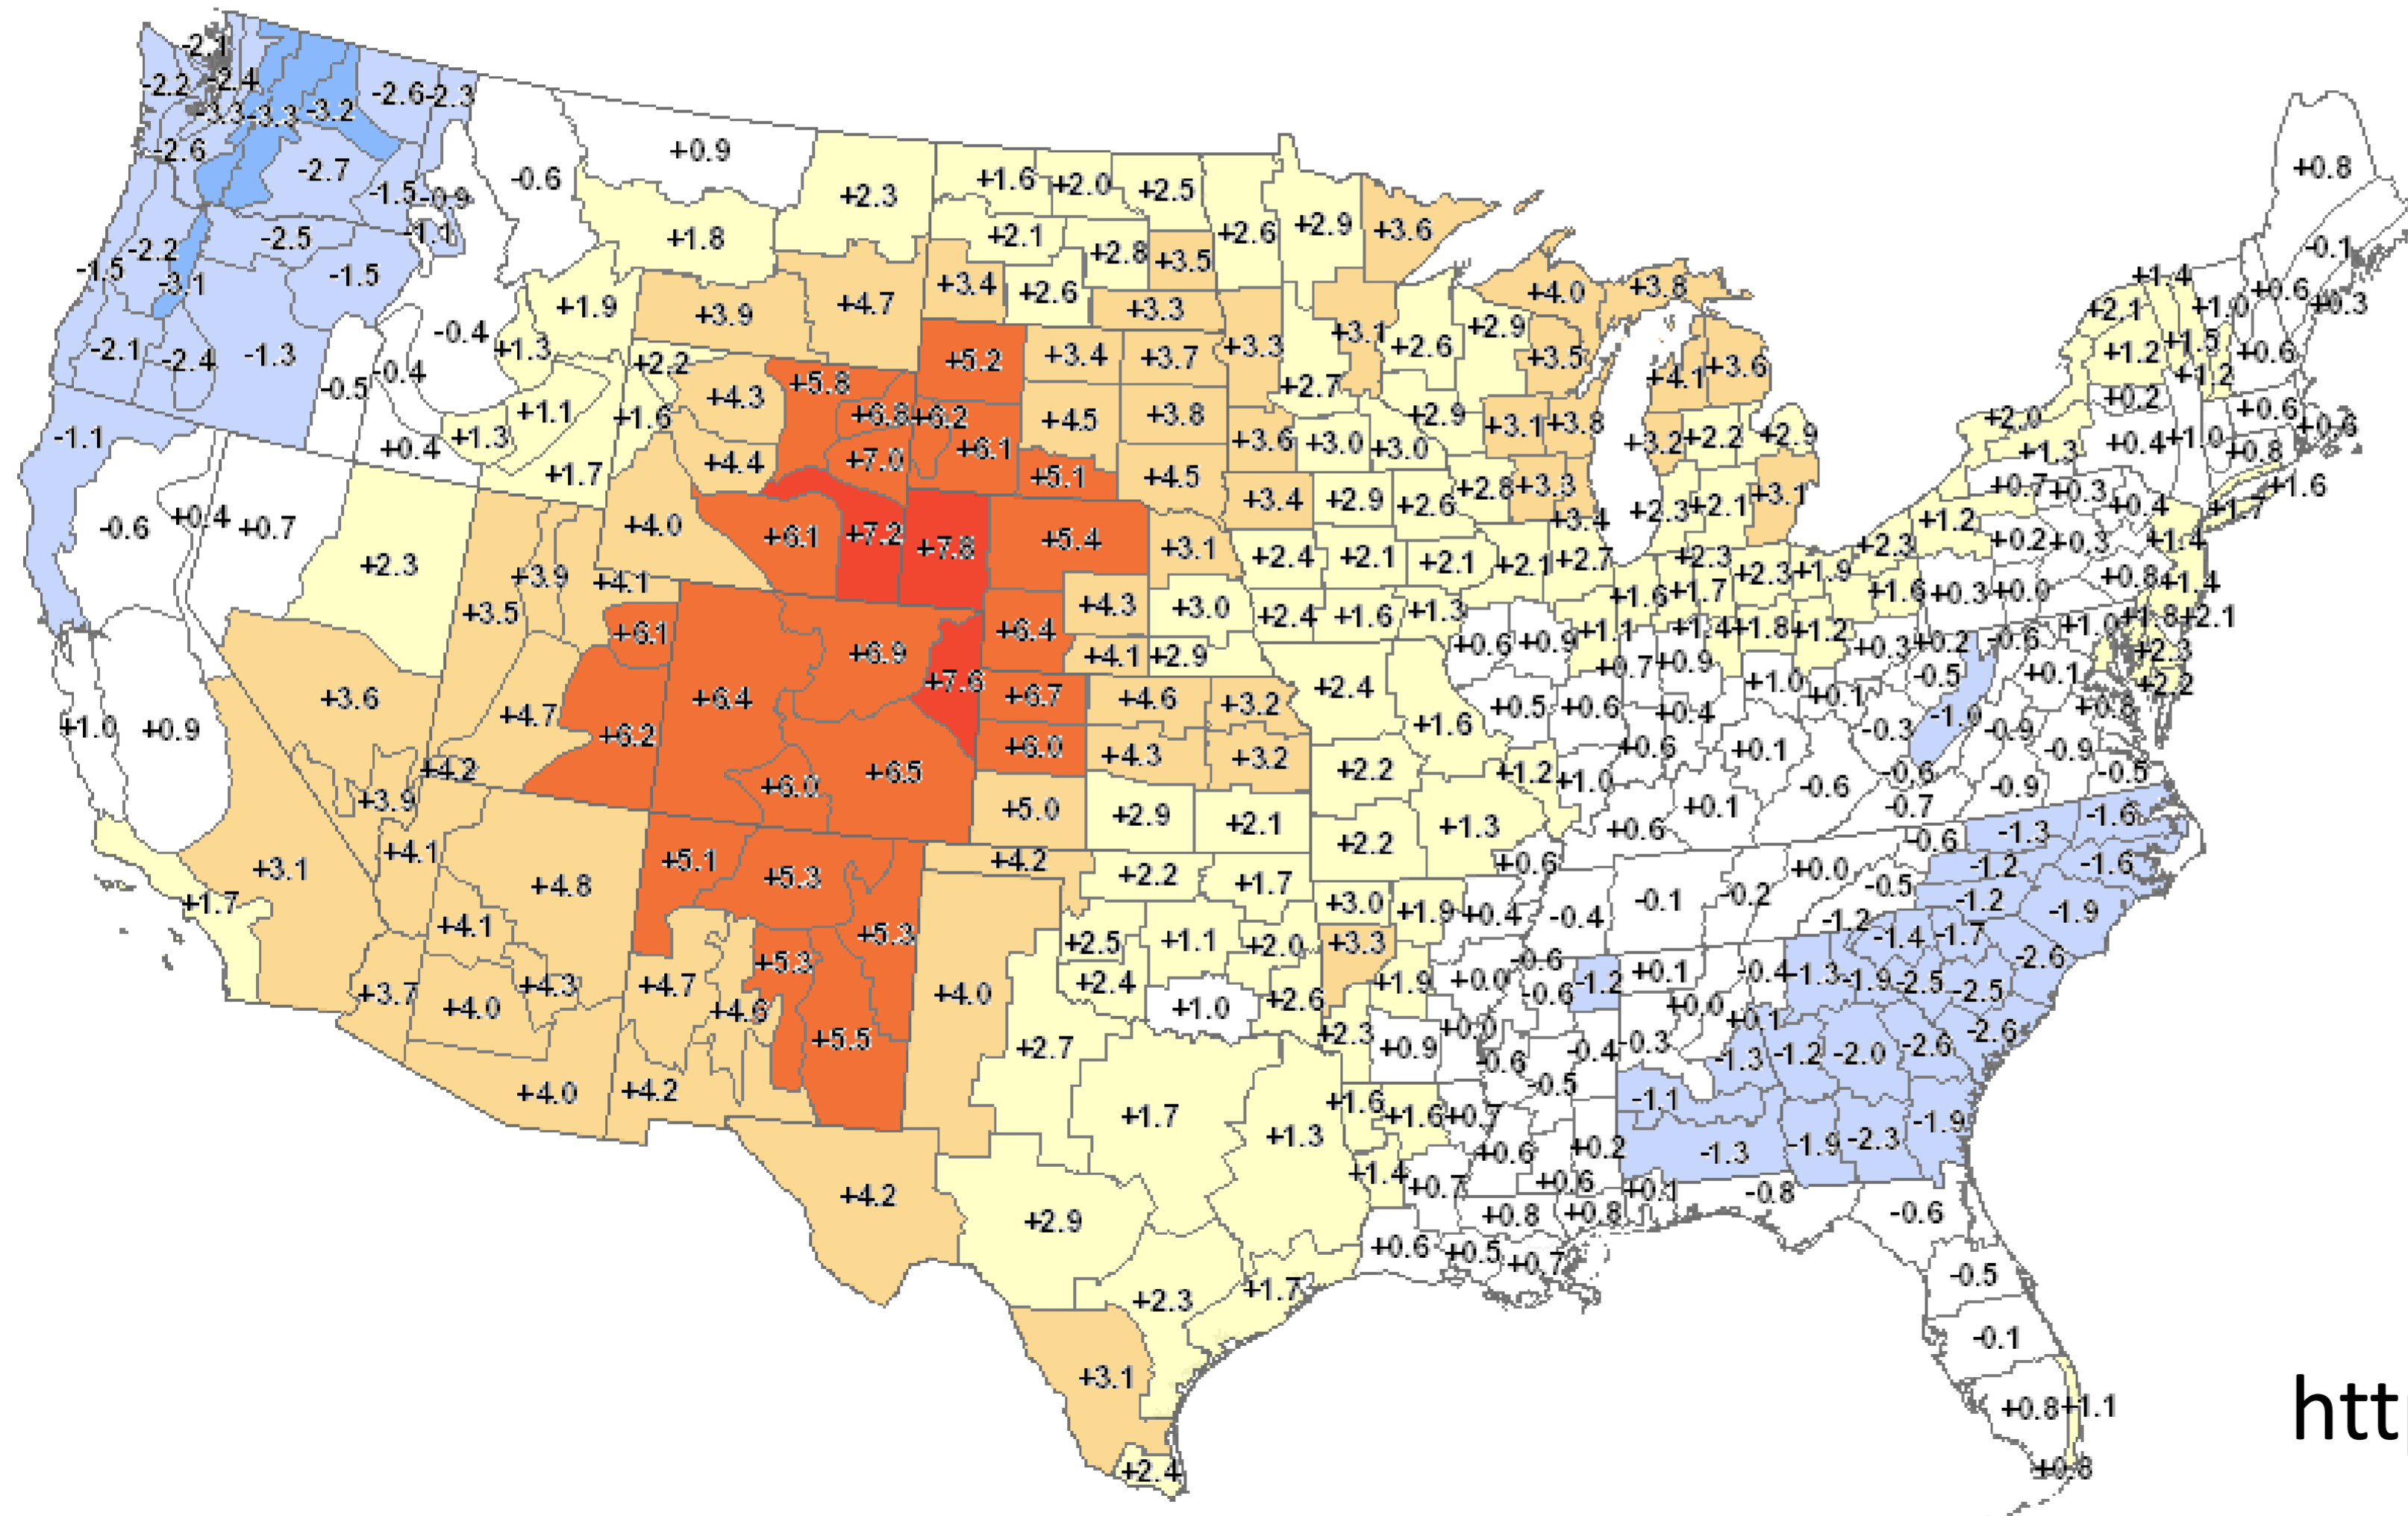 -2.1
-2.2 -2.4 -2.6 -2.3
-3.3 -3.3 -3.2
-2.6 -2.7 -0.6 +0.9 +0.8
-1.5 -0.9 +2.3 +1.6 +2.0 +2.5
-1.1 +1.8 +2.1 +2.6 +2.9 +3.6
-2.2 -2.5 +2.8 +3.5 -0.1
-1.5 -3.1 -1.5 +1.9 +3.9 +4.7 +3.4 +2.6 +3.3 +4.0 +3.8 +1.4 +0.6
-0.4 +2.1 +1.0 +0.3
-2.1 -2.4 -1.3 +1.3 +2.2 +5.2 +3.4 +3.7 +3.3 +3.1 +2.6 +2.9 +3.5 +1.2 +1.5 +0.6
-0.5 -0.4 +4.3 +5.8 +2.7 +4.1 +3.6 +1.2
-1.1 +1.1 +1.6 +6.8 +6.2 +4.5 +3.8 +2.9 +0.2 +0.6
+0.4 +1.3 +6.1 +3.6 +3.0 +3.0 +3.1 +3.8 +3.2 +2.2 +2.9 +2.0 +0.4 +1.0 +0.8
+1.7 +4.4 +7.0 +5.1 +4.5 +2.8 +3.3 +1.3 +0.7 +0.3 +1.6
-0.6 +0.4 +0.7 +4.0 +6.1 +7.2 +7.8 +5.4 +3.1 +3.4 +2.9 +2.6 +3.4 +2.3 +2.1 +3.1 +1.2 +0.4 +1.7
+2.3 +3.9 +4.1 +2.4 +2.1 +2.1 +2.1 +2.7 +2.3 +2.3 +1.9 +2.3 +0.2 +0.3 +1.4
+3.5 +6.1 +6.4 +4.3 +3.0 +2.4 +1.6 +1.3 +1.6 +1.7 +1.6 +0.3 +0.0 +0.8 +1.4
+6.9 +4.1 +2.9 +0.6 +0.9 +1.1 +1.4 +1.8 +1.2 +0.3 +0.2 -0.6 +1.0 +1.8 +2.1
+3.6 +6.4 +7.6 +6.7 +4.6 +3.2 +2.4 +0.7 +0.9 +1.0 +0.1 -0.5 +0.1 +2.3 +2.2
+1.0 +0.9 +4.7 +6.2 +6.0 +4.3 +3.2 +1.6 +0.5 +0.6 +0.4 -0.3 -1.0 -0.9
+4.2 +3.9 +6.0 +6.5 +2.2 +1.2 +1.0 +0.6 +0.1 -0.6 -0.6 -0.9 -0.9 -0.5
+3.1 +4.1 +5.0 +2.9 +2.1 +1.3 +0.6 +0.1 -0.7 -1.3 -1.6
+1.7 +4.8 +5.1 +5.3 +4.2 +2.2 +1.7 +2.2 +0.6 +0.0 -0.6 -1.2 -1.6
+4.1 +5.3 +3.0 +1.9 +0.4 -0.4 -0.1 -0.2 -0.5 -1.2 -1.2 -1.9
+5.3 +2.5 +1.1 +2.0 +3.3 -0.6 -1.4 -1.7 -2.6
+3.7 +4.0 +4.3 +4.7 +4.6 +4.0 +2.4 +1.0 +2.6 +1.9 +0.0 -0.6 -1.2 +0.1 -0.4 -1.3 -1.9 -2.5 -2.5
+5.5 +2.7 +2.3 +0.9 +0.0 -0.6 -0.4 -0.3 +0.0 +0.1 -1.3 -1.2 -2.0 -2.6 -2.6
+4.0 +4.2 +1.7 +1.3 +1.6 +1.6 +0.7 -0.5 -1.1
+0.6 +0.2 -1.3 -1.9 -2.3 -1.9
+4.2 +2.9 +1.4 +0.7 +0.6 +0.1 -0.8 -0.6
+0.8 +0.8
+2.3 +1.7 +0.6 +0.5 +0.7 -0.5
+3.1 -0.1
+0.8 +1.1
+2.4 +0.8
htt